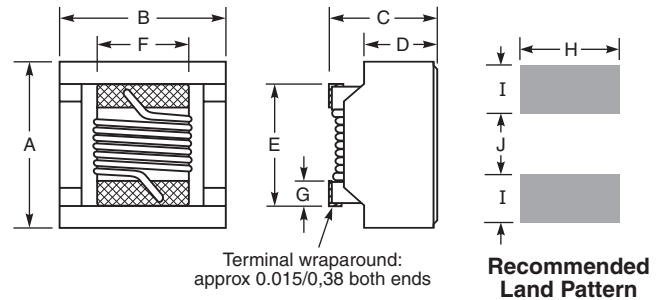 B
F
C
D
H
A
E
G
I
J
I
Terminal wraparound:
approx 0.015/0,38 both ends
Recommended
Land Pattern